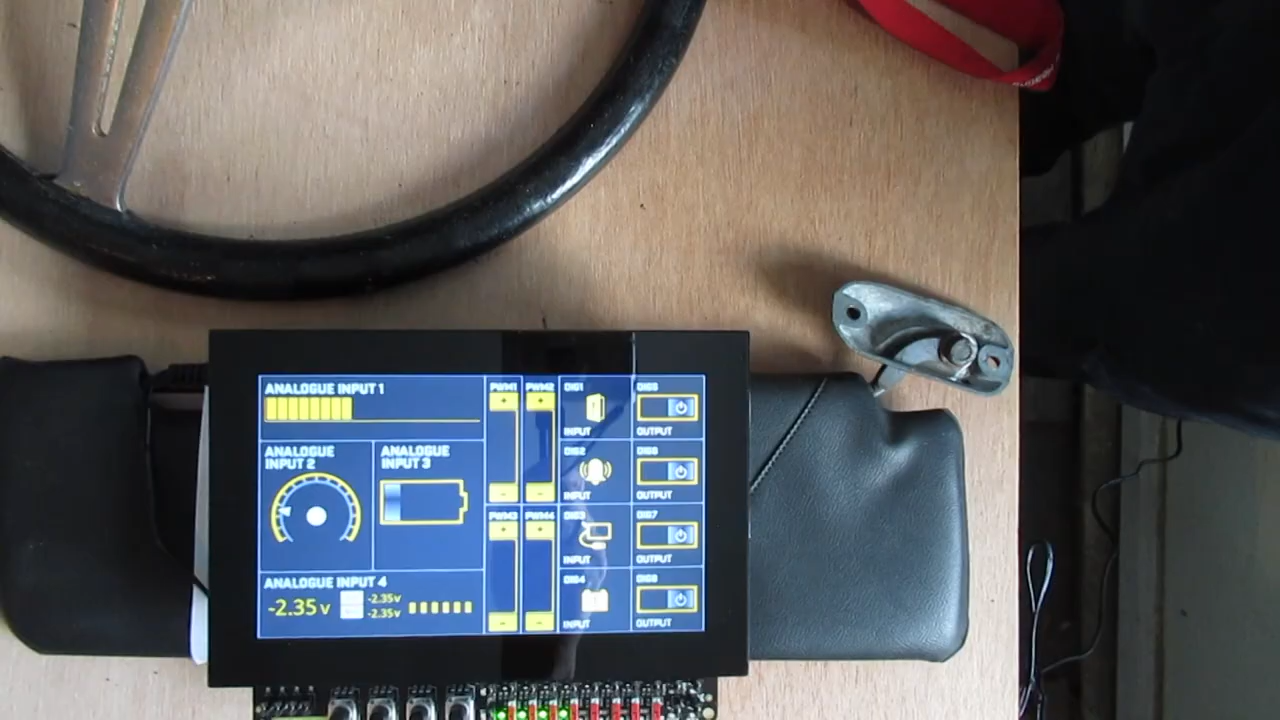 ANALOGUE INPUT 1
ANALOGUE
INPUT 2
ANALOGUE
INPUT 3
ANALOGUE INPUT 4
-2.35 v
-2.35v
-2.35v
PWM1
PWM2
PWM3
PWM4
DIG1
INPUT
DIG2
INPUT
DIG3
INPUT
DIG4
INPUT
DIG5
OUTPUT
DIG6
OUTPUT
DIG7
OUTPUT
DIG8
OUTPUT